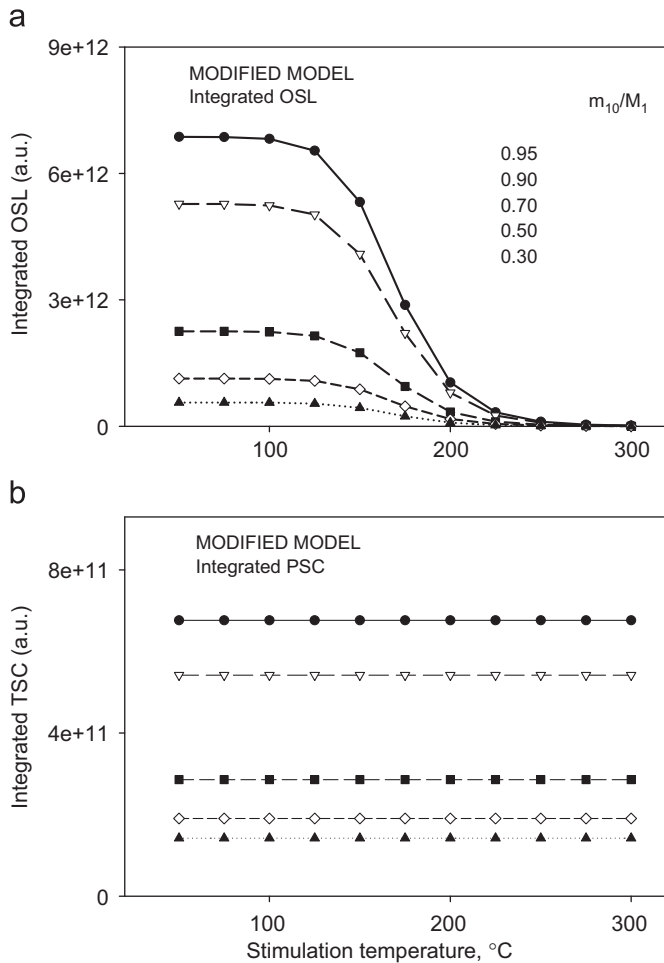 a
9e+12
MODIFIED MODEL
Integrated OSL
m10/M1
0.95
0.90
0.70
0.50
0.30
6e+12
3e+12
0
Integrated OSL (a.u.)
100 200 300
b
MODIFIED MODEL
Integrated PSC
8e+11
4e+11
0
Integrated TSC (a.u.)
100 200 300
Stimulation temperature, °C